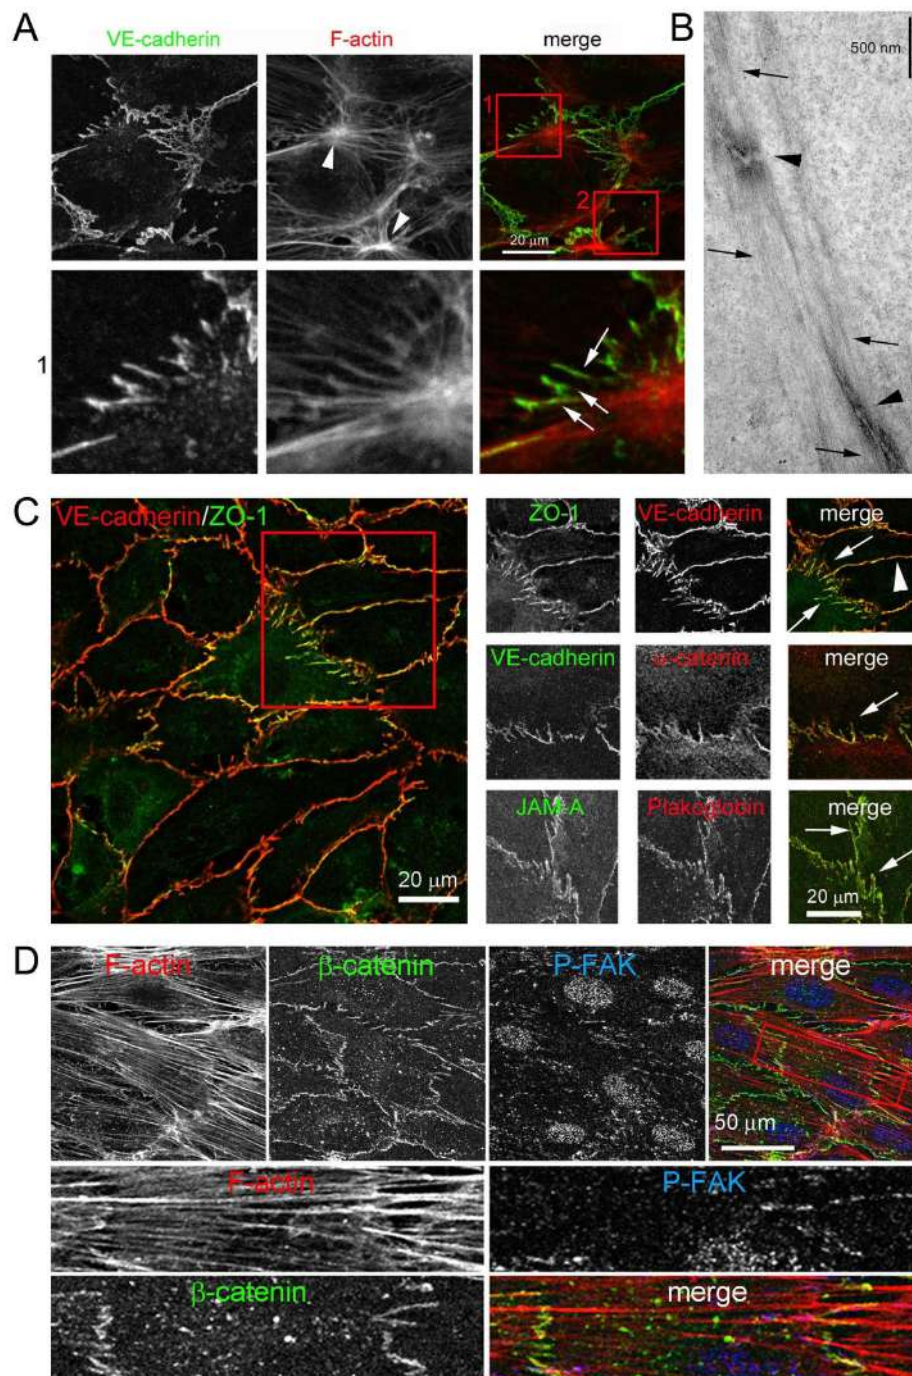 A
VE-cadherin F-actin merge
1
2
20 μm
1
B
500 nm
C
VE-cadherin/ZO-1
20 μm
ZO-1 VE-cadherin merge
VE-cadherin α-catenin merge
JAM-A Plakoglobin merge
20 μm
D
F-actin β-catenin P-FAK merge
50 μm
F-actin P-FAK
β-catenin merge